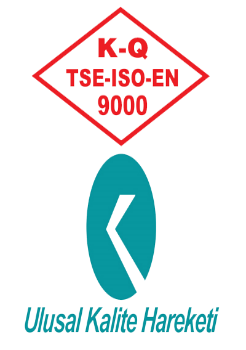 K-Q
TSE-ISO-EN
9000
Ulusal Kalite Hareketi